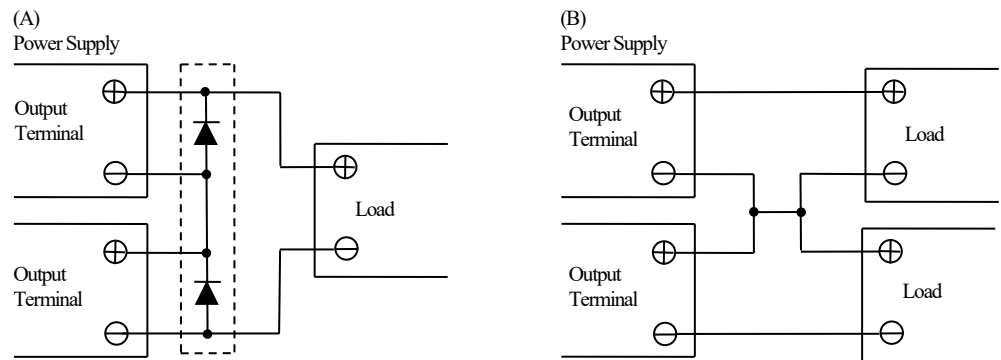 (A)
Power Supply
Output
Terminal
Output
Terminal
Load
(B)
Power Supply
Output
Terminal
Output
Terminal
Load
Load